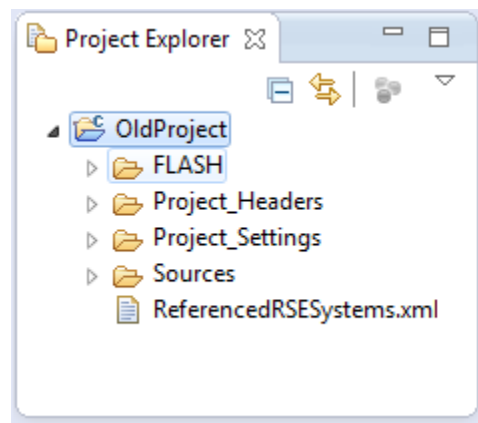 Project Explorer
OldProject
FLASH
Project_Headers
Project_Settings
Sources
ReferencedRSESystems.xml